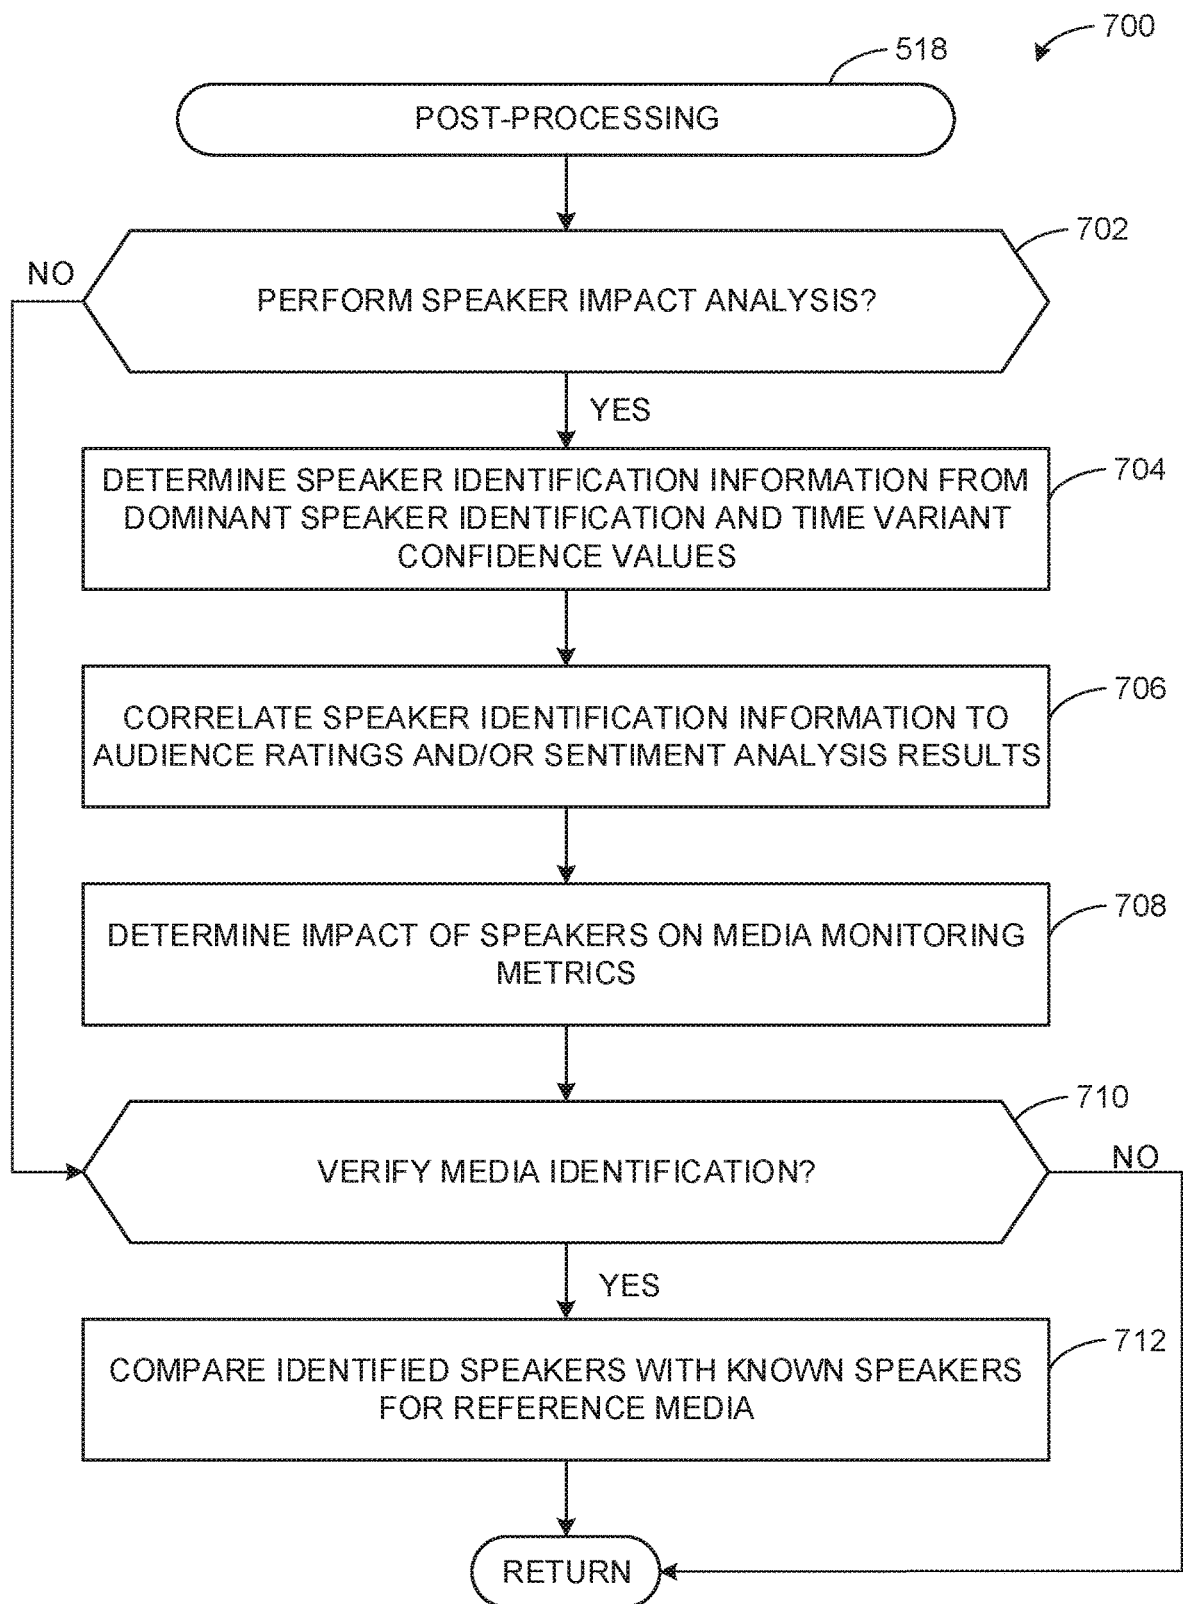 700
518
POST-PROCESSING
702
NO
PERFORM SPEAKER IMPACT ANALYSIS?
YES
704
DETERMINE SPEAKER IDENTIFICATION INFORMATION FROM
DOMINANT SPEAKER IDENTIFICATION AND TIME VARIANT
CONFIDENCE VALUES
706
CORRELATE SPEAKER IDENTIFICATION INFORMATION TO
AUDIENCE RATINGS AND/OR SENTIMENT ANALYSIS RESULTS
708
DETERMINE IMPACT OF SPEAKERS ON MEDIA MONITORING
METRICS
710
VERIFY MEDIA IDENTIFICATION?
NO
YES
712
COMPARE IDENTIFIED SPEAKERS WITH KNOWN SPEAKERS
FOR REFERENCE MEDIA
RETURN